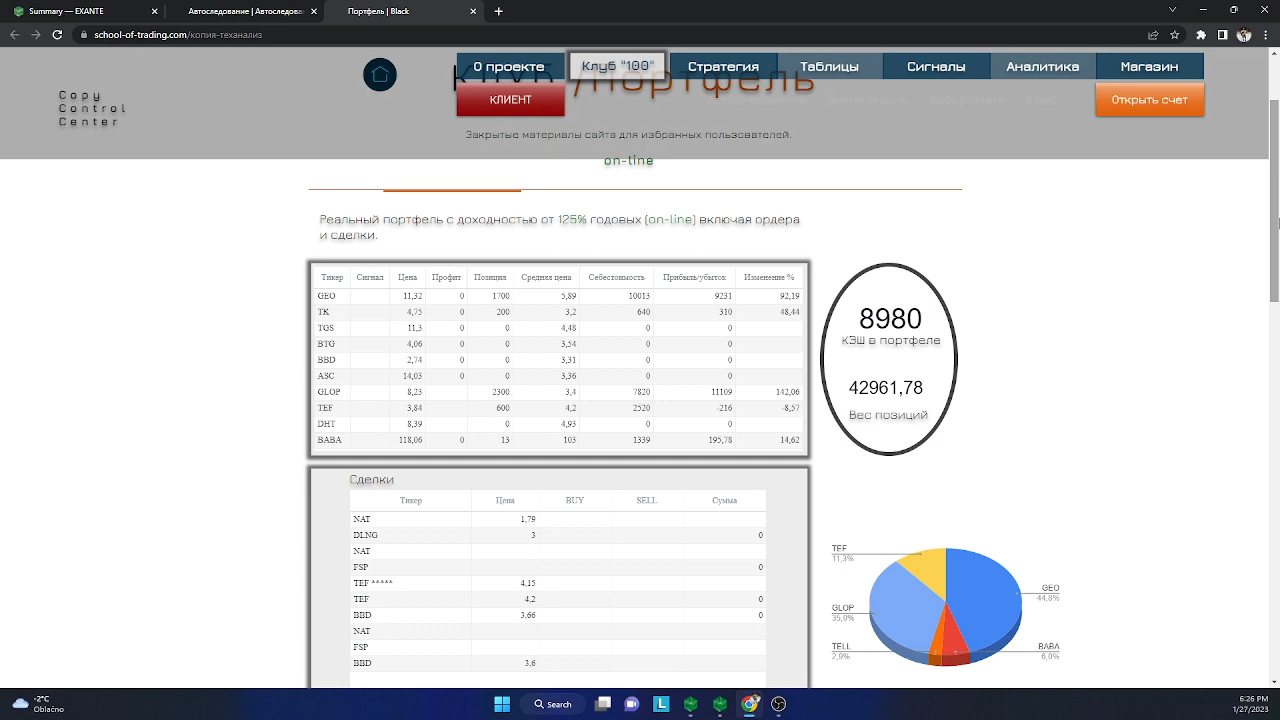 Summary — EXANTE
Автоследование / Автоследова
Портфель | Black
school-of-trading.com/копия-теханализ
О проекте
Клуб "100"
Стратегия
Таблицы
Сигналы
Аналитика
Магазин
Copy
Control
Center
КЛИЕНТ
Открыть счет
Закрытые материалы сайта для избранных пользователей.
on-line
Реальный портфель с доходностью от 125% годовых (on-line) включая ордера
и сделки.
Тикер Сигнал Цена Профит Позиция Средняя цена Себестоимость Прибыль/убыток Изменение %
GEO 11,32 0 1700 5,89 10013 9231 92,19
TK 4,75 0 200 3,2 640 310 48,44
TGS 11,3 0 0 4,48 0 0
BTG 4,06 0 0 3,54 0 0
BBD 2,74 0 0 3,31 0 0
ASC 14,03 0 0 3,36 0 0
GLOP 8,23 2300 3,4 7820 11109 142,06
TEF 3,84 600 4,2 2520 -216 -8,57
DHT 8,39 0 4,93 0 0
BABA 118,06 0 13 103 1339 195,78 14,62
8980
КЭШ в портфеле
42961,78
Вес позиций
Сделки
Тикер Цена BUY SELL Сумма
NAT 1,79
DLNG 3 0
NAT
FSP 0
TEF ***** 4,15
TEF 4,2 0
BBD 3,66 0
NAT
FSP
BBD 3,6
TEF
11,3%
GEO
44,8%
GLOP
35,0%
TELL
2,9%
BABA
6,0%
-2°C
Oblačno
Search
6:26 PM
1/27/2023